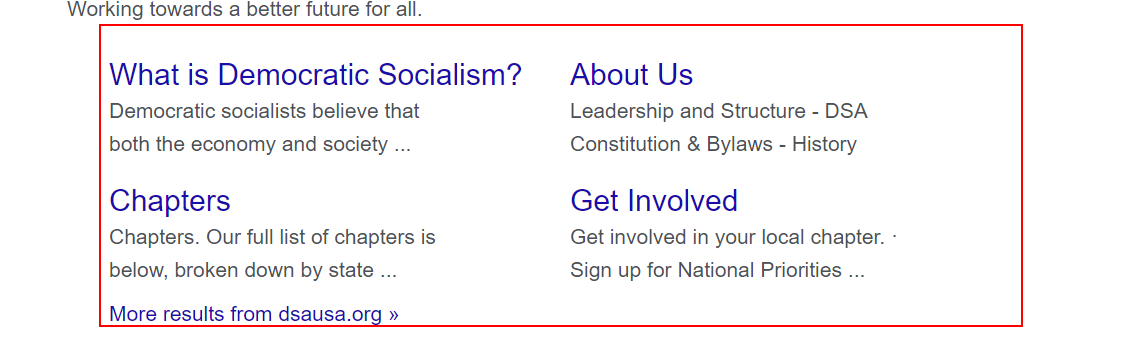 Working towards a better future for all.
What is Democratic Socialism?
Democratic socialists believe that
both the economy and society ...
About Us
Leadership and Structure - DSA
Constitution & Bylaws - History
Chapters
Chapters. Our full list of chapters is
below, broken down by state ...
Get Involved
Get involved in your local chapter. ·
Sign up for National Priorities ...
More results from dsausa.org »